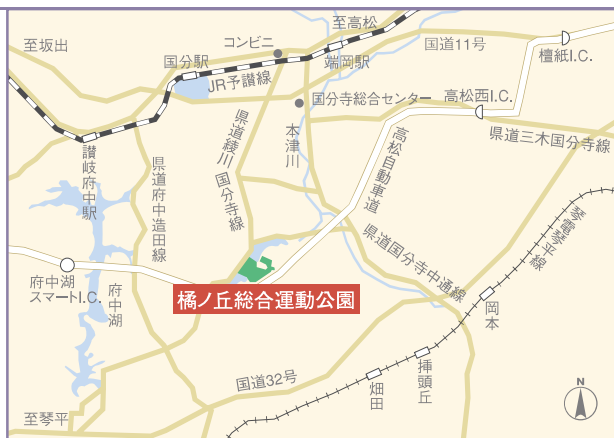 至坂出
コンビニ
至高松
国道11号
檀紙I.C.
国分駅
端岡駅
JR予讃線
国分寺総合センター
高松西I.C.
県道三木国分寺線
讃岐府中駅
県道府中造田線
県道綾川国分寺線
本津川
高松自動車道
琴電琴平線
県道国分寺中通線
府中湖
スマートI.C.
府中湖
橘ノ丘総合運動公園
岡本
挿頭丘
畑田
国道32号
至琴平
N